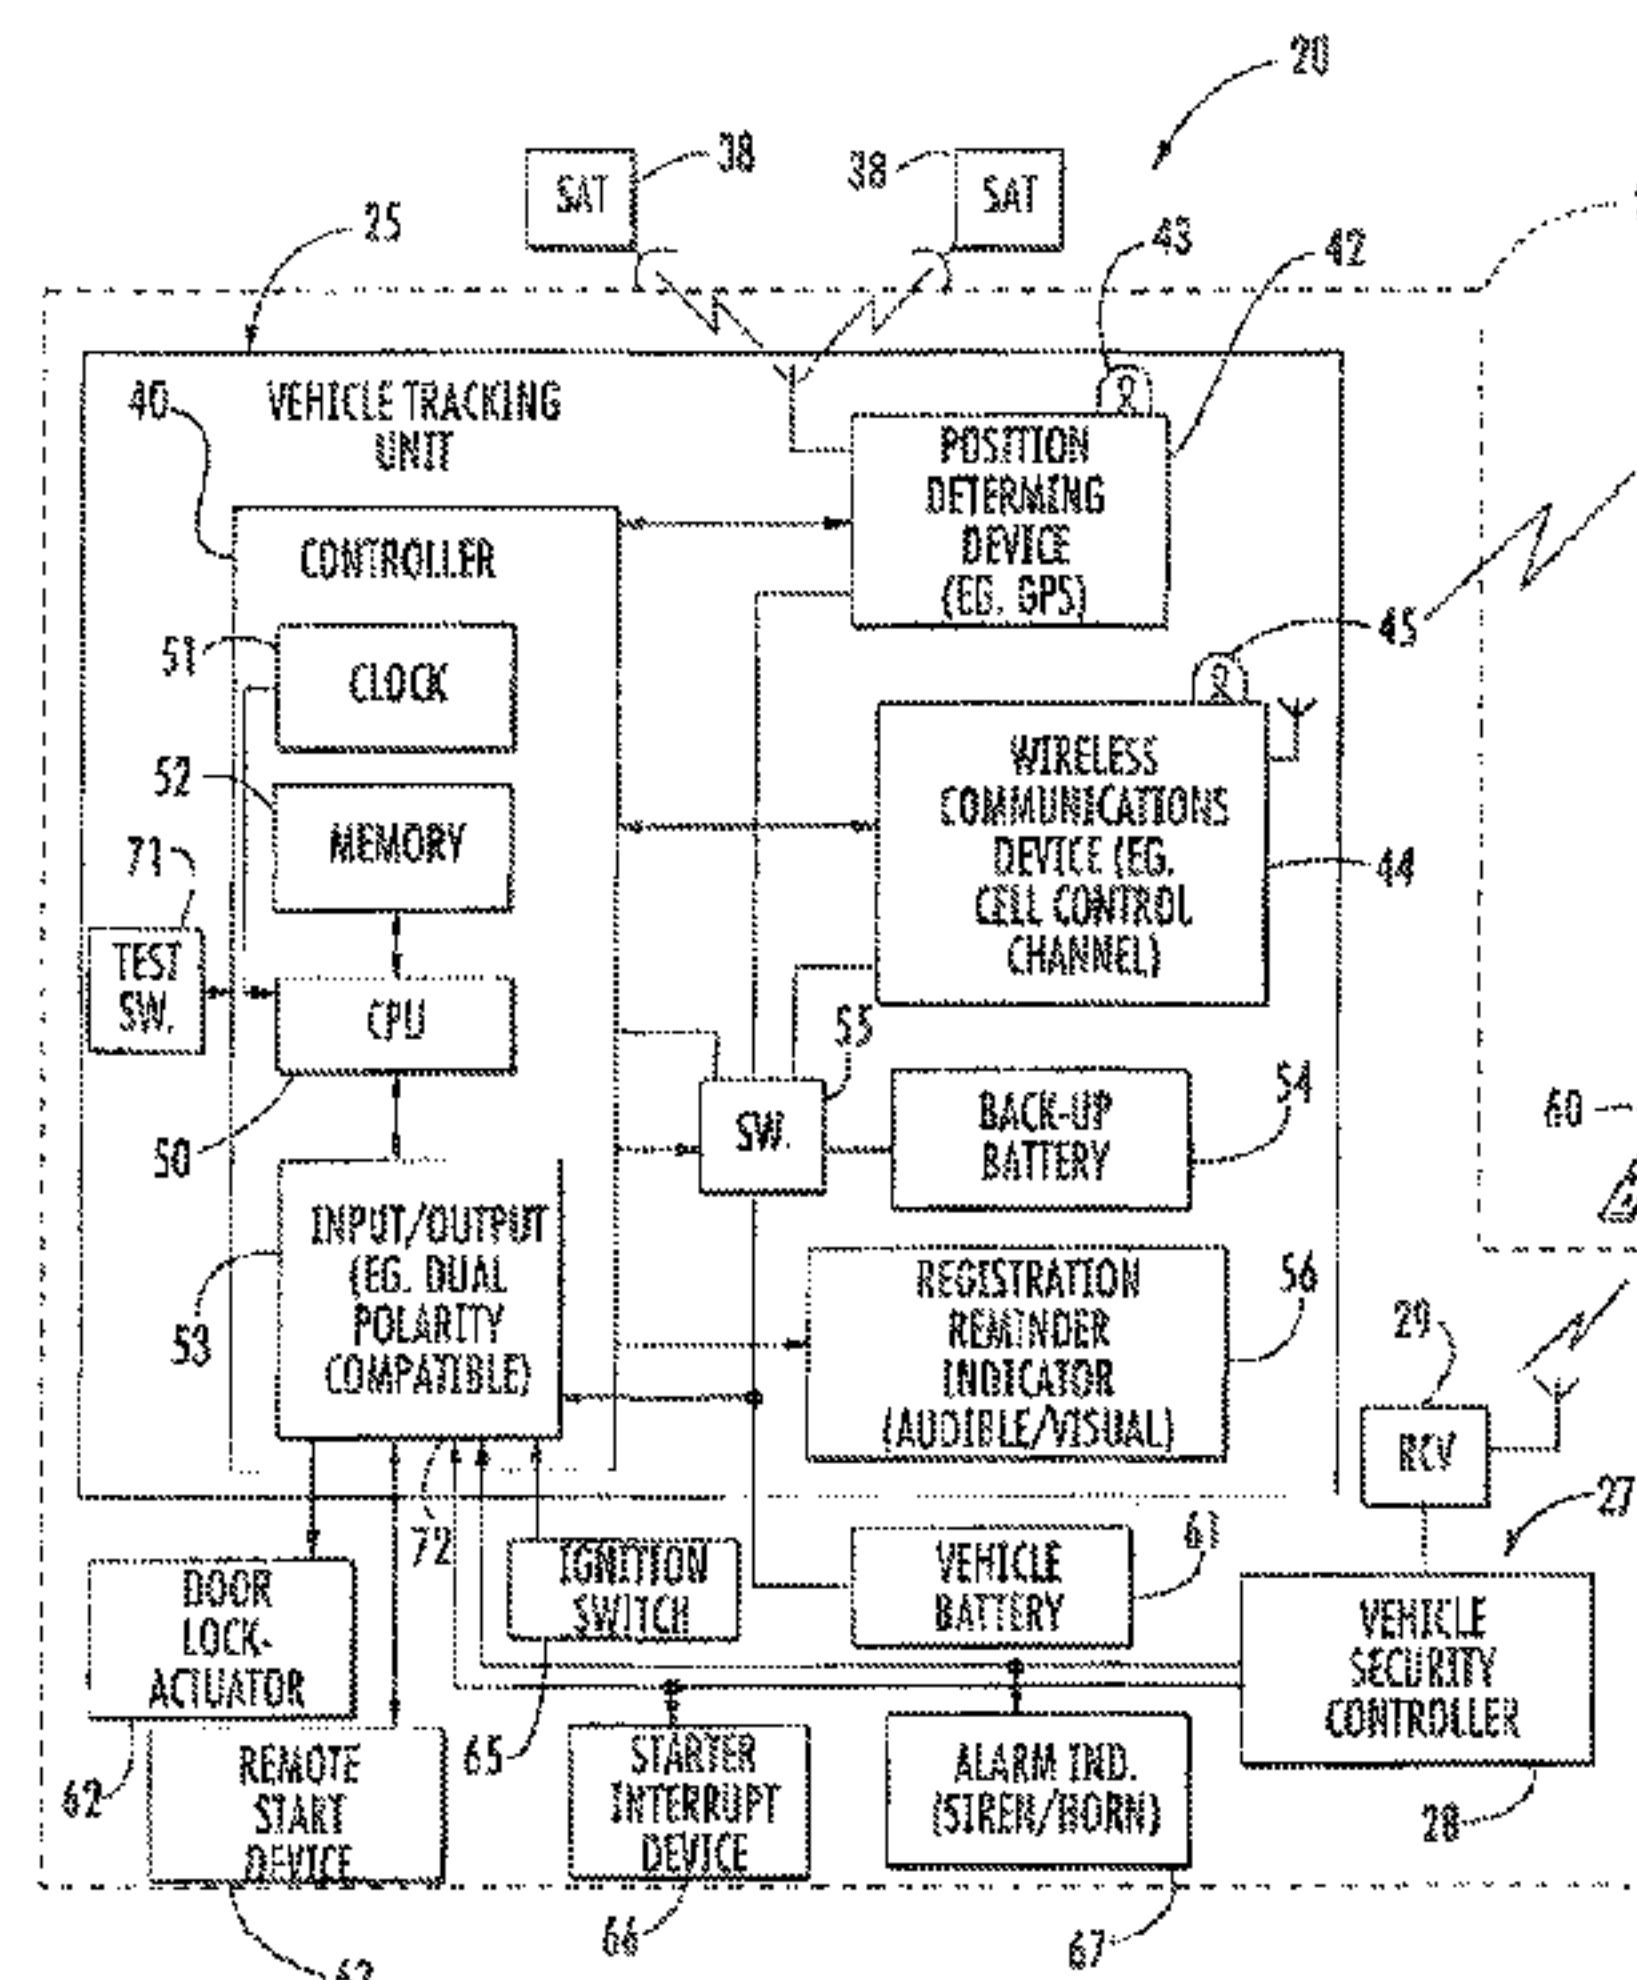 20
SAT
38
38
SAT
25
43
42
VEHICLE TRACKING
UNIT
40
POSITION
DETERMING
DEVICE
(EG. GPS)
CONTROLLER
51
CLOCK
45
52
MEMORY
WIRELESS
COMMUNICATIONS
DEVICE (EG.
CELL CONTROL
CHANNEL)
44
71
TEST
SW.
CPU
50
55
SW.
BACK-UP
BATTERY
54
60
INPUT/OUTPUT
(EG. DUAL
POLARITY
COMPATIBLE)
53
REGISTRATION
REMINDER
INDICATOR
(AUDIBLE/VISUAL)
56
29
RCV
27
72
DOOR
LOCK-
ACTUATOR
62
IGNITION
SWITCH
65
VEHICLE
BATTERY
VEHICLE
SECURITY
CONTROLLER
28
REMOTE
START
DEVICE
STARTER
INTERRUPT
DEVICE
66
ALARM IND.
(SIREN/HORN)
67